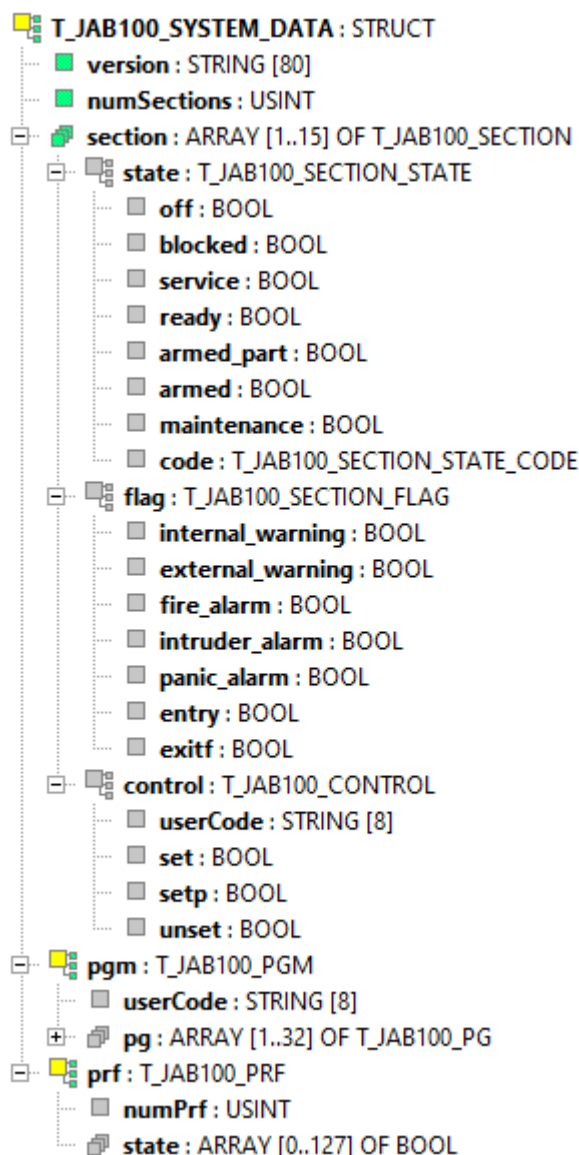 T_JAB100_SYSTEM_DATA : STRUCT
version : STRING [80]
numSections : USINT
section : ARRAY [1..15] OF T_JAB100_SECTION
state : T_JAB100_SECTION_STATE
off : BOOL
blocked : BOOL
service : BOOL
ready : BOOL
armed_part : BOOL
armed : BOOL
maintenance : BOOL
code : T_JAB100_SECTION_STATE_CODE
flag : T_JAB100_SECTION_FLAG
internal_warning : BOOL
external_warning : BOOL
fire_alarm : BOOL
intruder_alarm : BOOL
panic_alarm : BOOL
entry : BOOL
exitf : BOOL
control : T_JAB100_CONTROL
userCode : STRING [8]
set : BOOL
setp : BOOL
unset : BOOL
pgm : T_JAB100_PGM
userCode : STRING [8]
pg : ARRAY [1..32] OF T_JAB100_PG
prf : T_JAB100_PRF
numPrf : USINT
state : ARRAY [0..127] OF BOOL